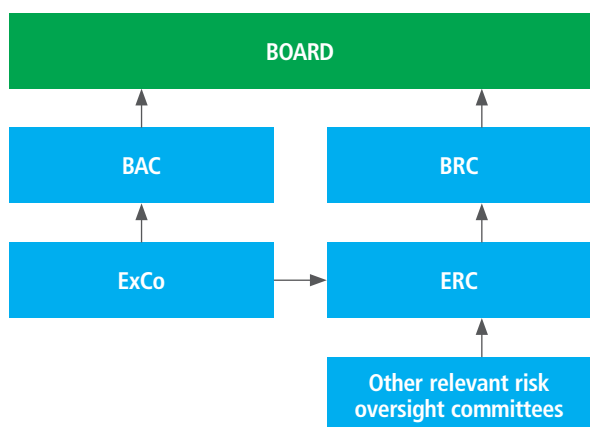 BOARD
BAC
BRC
ExCo
ERC
Other relevant risk
oversight committees